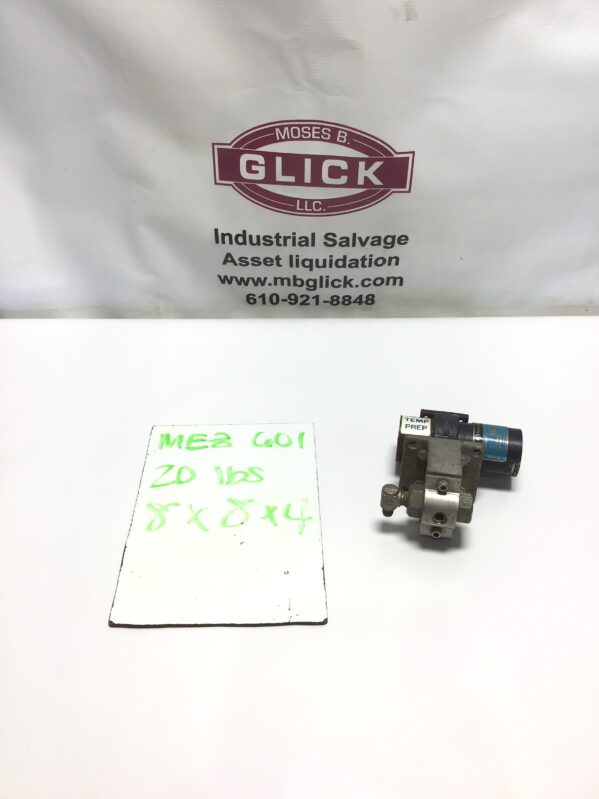 MOSES B.
GLICK
LLC.
Industrial Salvage
Asset liquidation
www.mbglick.com
610-921-8848
TEMP
PREP
MEZ 601
20 lbs
8 x 8 x 4